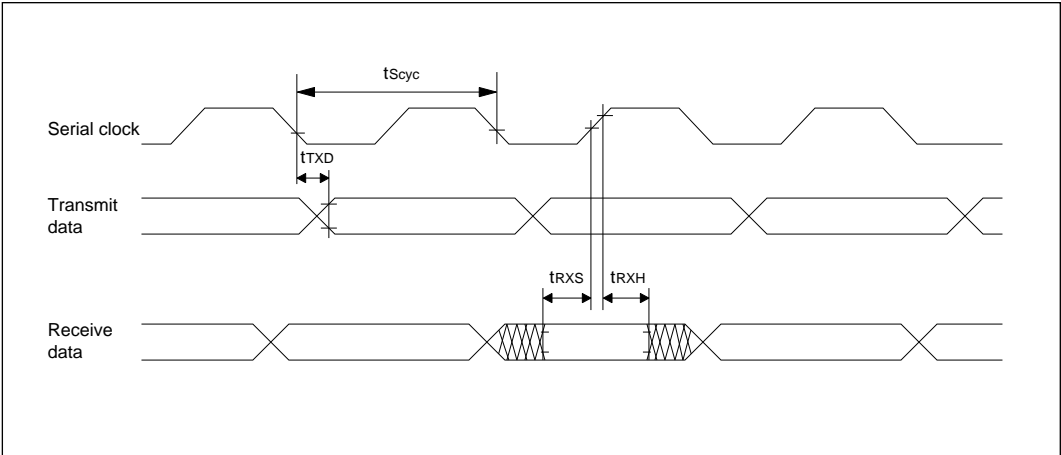 tScyc
Serial clock
tTXD
Transmit
data
tRXS tRXH
Receive
data